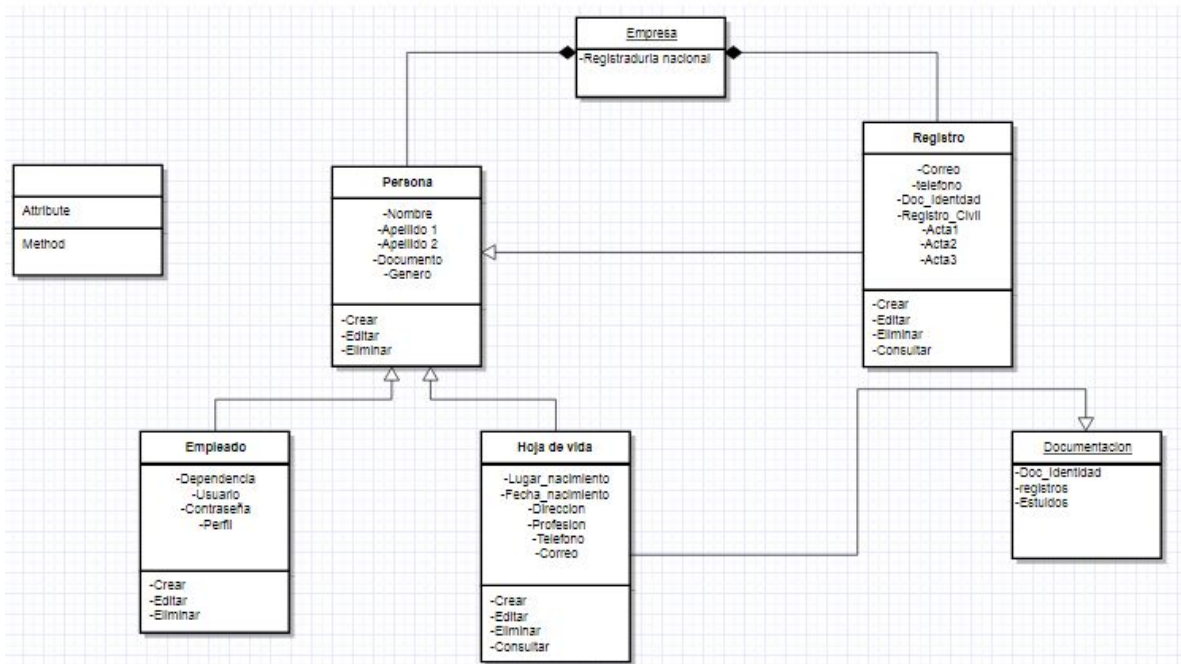 Empresa
-Registraduria nacional
Registro
-Correo
-telefono
-Doc_Identdad
-Registro_Civil
-Acta1
-Acta2
-Acta3
-Crear
-Editar
-Eliminar
-Consultar
Attribute
Method
Persona
-Nombre
-Apellido 1
-Apellido 2
-Documento
-Genero
-Crear
-Editar
-Eliminar
Empleado
-Dependencia
-Usuario
-Contraseña
-Perfil
-Crear
-Editar
-Eliminar
Hoja de vida
-Lugar_nacimiento
-Fecha_nacimiento
-Direccion
-Profesion
-Telefono
-Correo
-Crear
-Editar
-Eliminar
-Consultar
Documentacion
-Doc_Identidad
-registros
-Estuidos